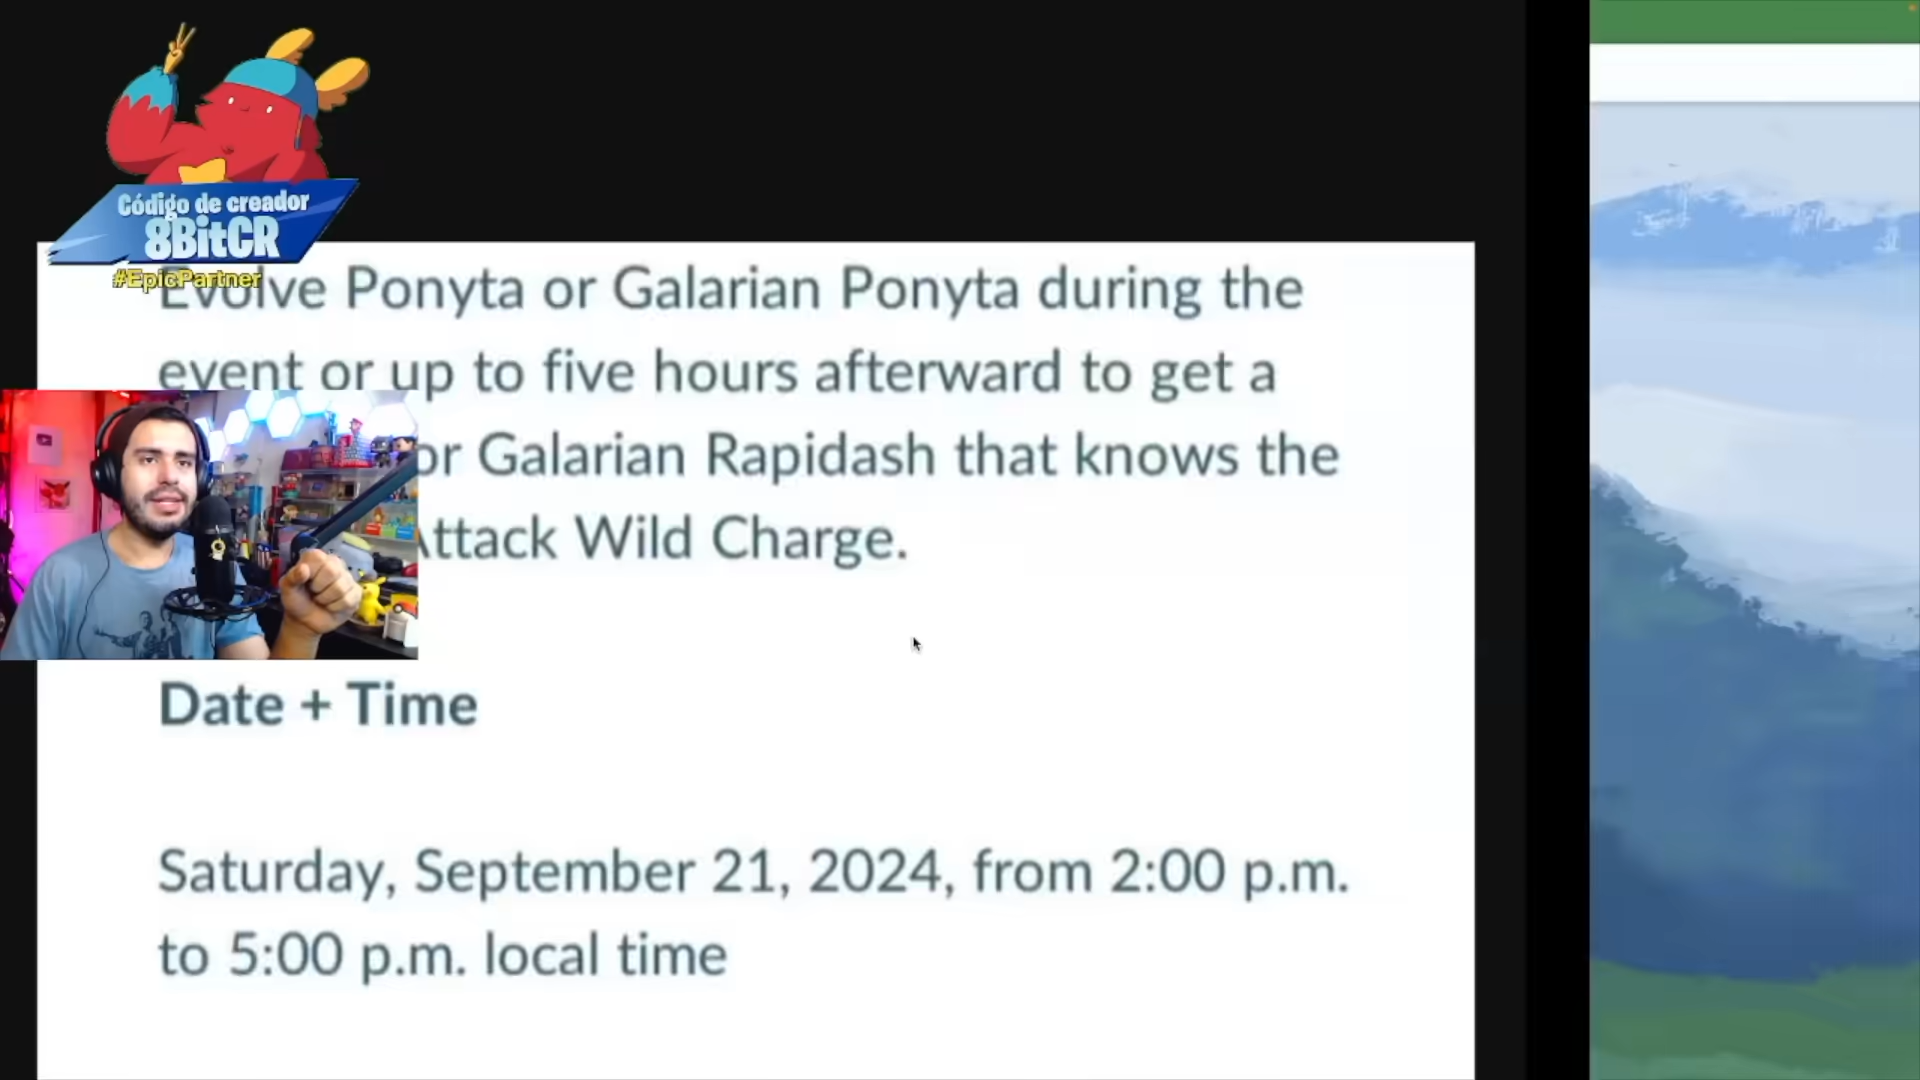 Código de creador
8BitCR
#EpicPartner
Evolve Ponyta or Galarian Ponyta during the
event or up to five hours afterward to get a
or Galarian Rapidash that knows the
Attack Wild Charge.
Date + Time
Saturday, September 21, 2024, from 2:00 p.m.
to 5:00 p.m. local time